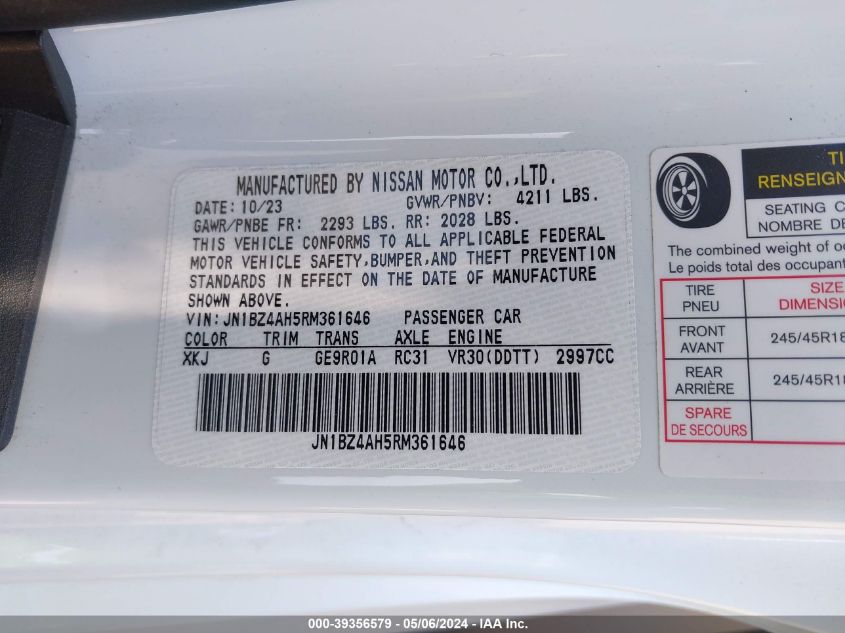 MANUFACTURED BY NISSAN MOTOR CO.,LTD.
DATE: 10/23 GVWR/PNBV: 4211 LBS.
GAWR/PNBE FR: 2293 LBS. RR: 2028 LBS.
THIS VEHICLE CONFORMS TO ALL APPLICABLE FEDERAL
MOTOR VEHICLE SAFETY,BUMPER,AND THEFT PREVENTION
STANDARDS IN EFFECT ON THE DATE OF MANUFACTURE
SHOWN ABOVE.
VIN: JN1BZ4AH5RM361646 PASSENGER CAR
COLOR TRIM TRANS AXLE ENGINE
XKJ G GE9R01A RC31 VR30(DDTT) 2997CC
JN1BZ4AH5RM361646
RENSEIGN
SEATING
NOMBRE DE
The combined weight of
Le poids total des occupant
TIRE SIZE
PNEU DIMENSI
FRONT
AVANT 245/45R18
REAR
ARRIÈRE 245/45R18
SPARE
DE SECOURS
000-39356579 - 05/06/2024 - IAA Inc.